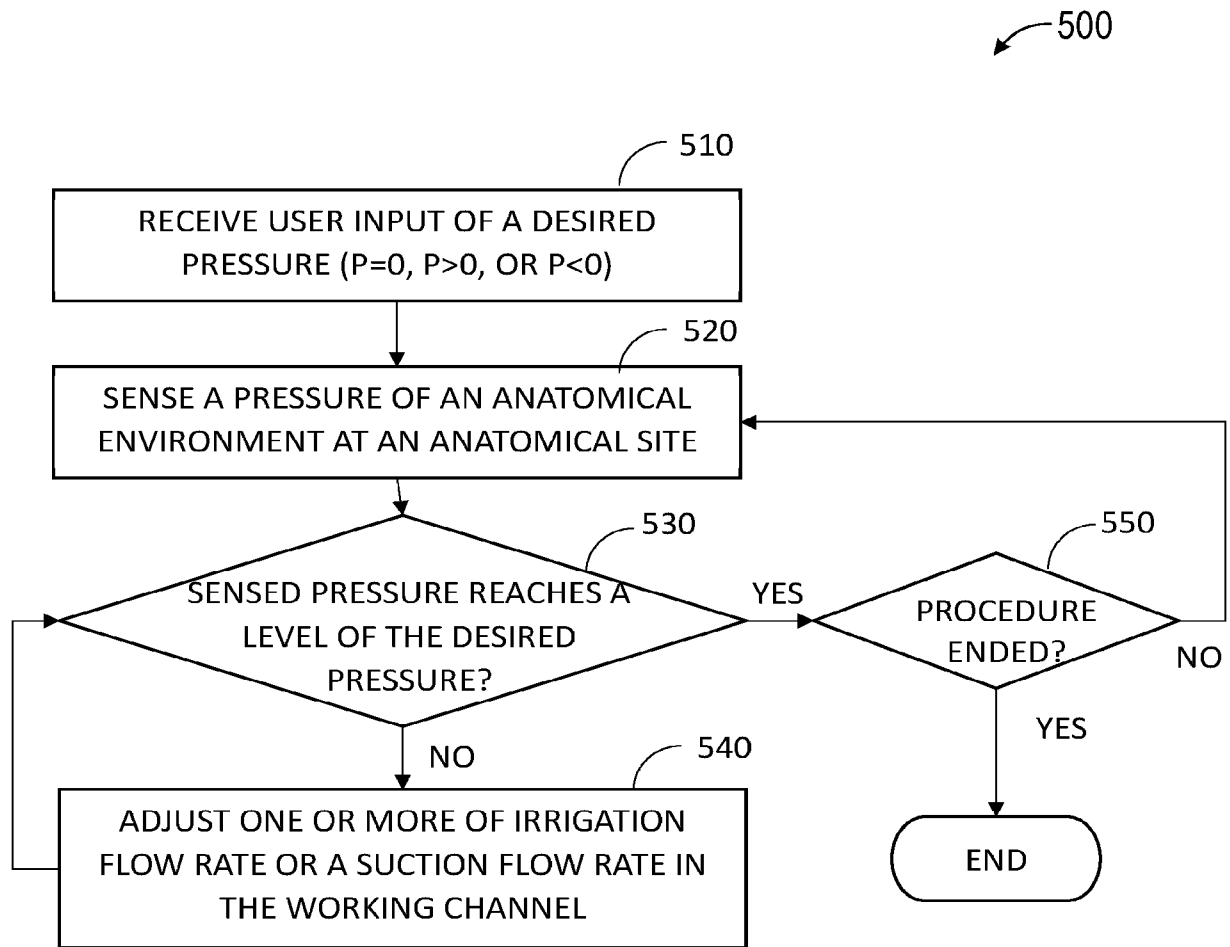 500
510
RECEIVE USER INPUT OF A DESIRED
PRESSURE (P=0, P>0, OR P<0)
520
SENSE A PRESSURE OF AN ANATOMICAL
ENVIRONMENT AT AN ANATOMICAL SITE
530
SENSED PRESSURE REACHES A
LEVEL OF THE DESIRED
PRESSURE?
YES
550
PROCEDURE
ENDED?
NO
YES
NO
540
ADJUST ONE OR MORE OF IRRIGATION
FLOW RATE OR A SUCTION FLOW RATE IN
THE WORKING CHANNEL
END